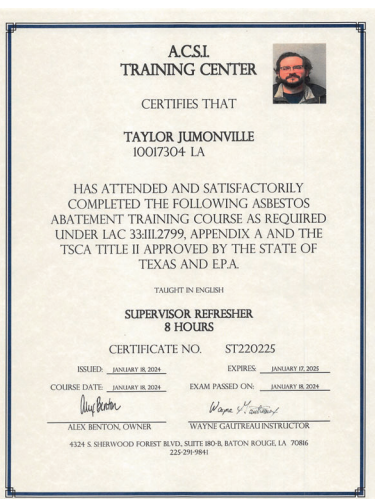 A.C.S.I.
TRAINING CENTER
CERTIFIES THAT
TAYLOR JUMONVILLE
10017304 LA
HAS ATTENDED AND SATISFACTORILY
COMPLETED THE FOLLOWING ASBESTOS
ABATEMENT TRAINING COURSE AS REQUIRED
UNDER LAC 33:III.2799, APPENDIX A AND THE
TSCA TITLE II APPROVED BY THE STATE OF
TEXAS AND E.P.A.
TAUGHT IN ENGLISH
SUPERVISOR REFRESHER
8 HOURS
CERTIFICATE NO. ST220225
ISSUED: JANUARY 18, 2024 EXPIRES: JANUARY 17, 2025
COURSE DATE: JANUARY 18, 2024 EXAM PASSED ON: JANUARY 18, 2024
Alex Benton Wayne Gautreau
ALEX BENTON, OWNER WAYNE GAUTREAU INSTRUCTOR
4324 S. SHERWOOD FOREST BLVD., SUITE 180-B, BATON ROUGE, LA 70816
225-291-9841